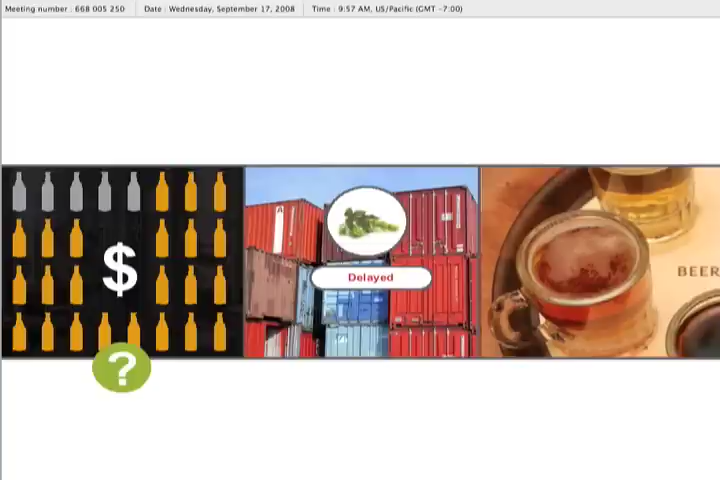 Meeting number : 668 005 250 Date : Wednesday, September 17, 2008 Time : 9:57 AM, US/Pacific (GMT -7:00)
$
Delayed
BEER
?